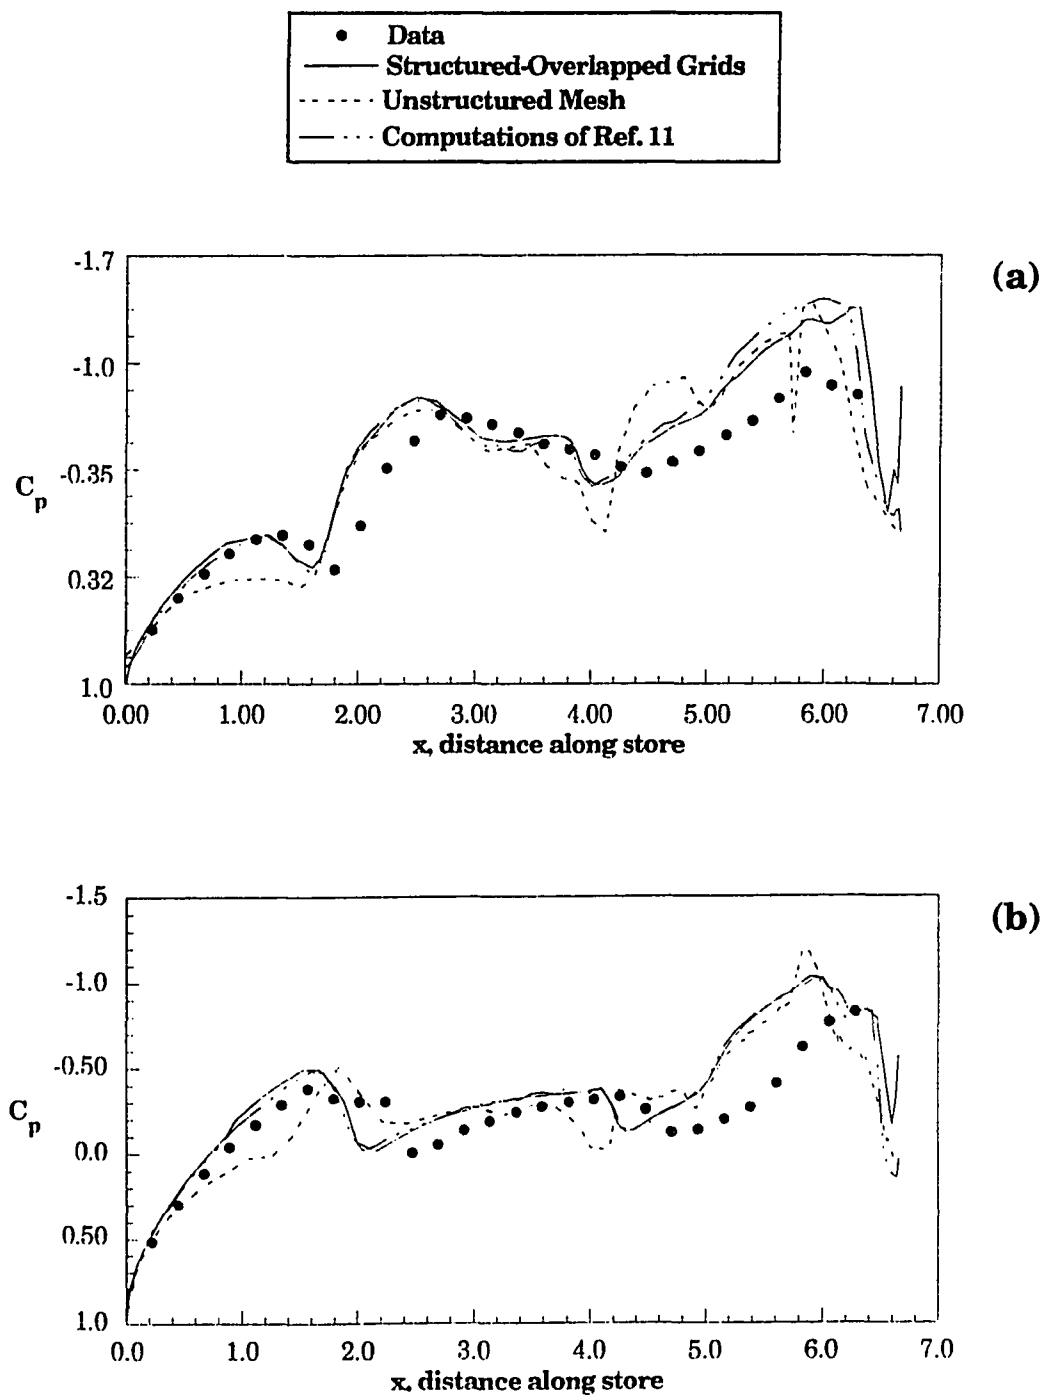 Data
Structured-Overlapped Grids
Unstructured Mesh
Computations of Ref. 11
(a)
-1.7
-1.0
-0.35
0.32
1.0
C_p
0.00 1.00 2.00 3.00 4.00 5.00 6.00 7.00
x, distance along store
(b)
-1.5
-1.0
-0.50
0.0
0.50
1.0
C_p
0.0 1.0 2.0 3.0 4.0 5.0 6.0 7.0
x, distance along store